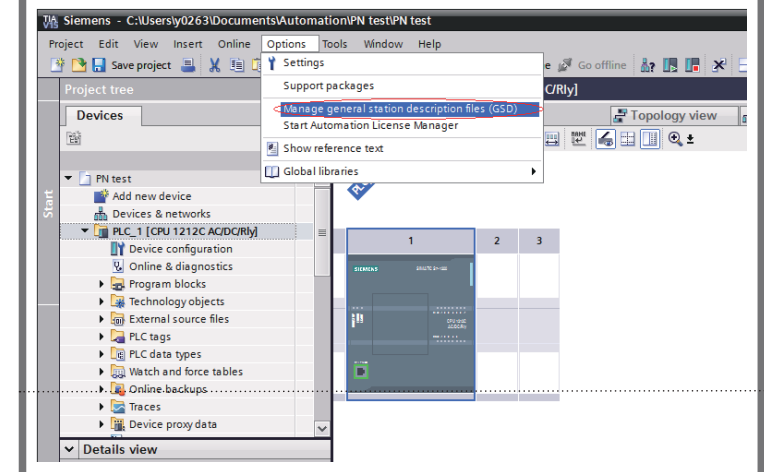 Siemens - C:\Users\y0263\Documents\Automation\PN test\PN test
Project Edit View Insert Online Options Tools Window Help
Save project
e Go offline
Settings
Support packages
Manage general station description files (GSD)
Start Automation License Manager
Show reference text
Global libraries
Project tree
C/Rly]
Devices
Topology view
Start
PN test
Add new device
Devices & networks
PLC_1 [CPU 1212C AC/DC/Rly]
Device configuration
Online & diagnostics
Program blocks
Technology objects
External source files
PLC tags
PLC data types
Watch and force tables
Online backups
Traces
Device proxy data
Details view
1 2 3
SIEMENS